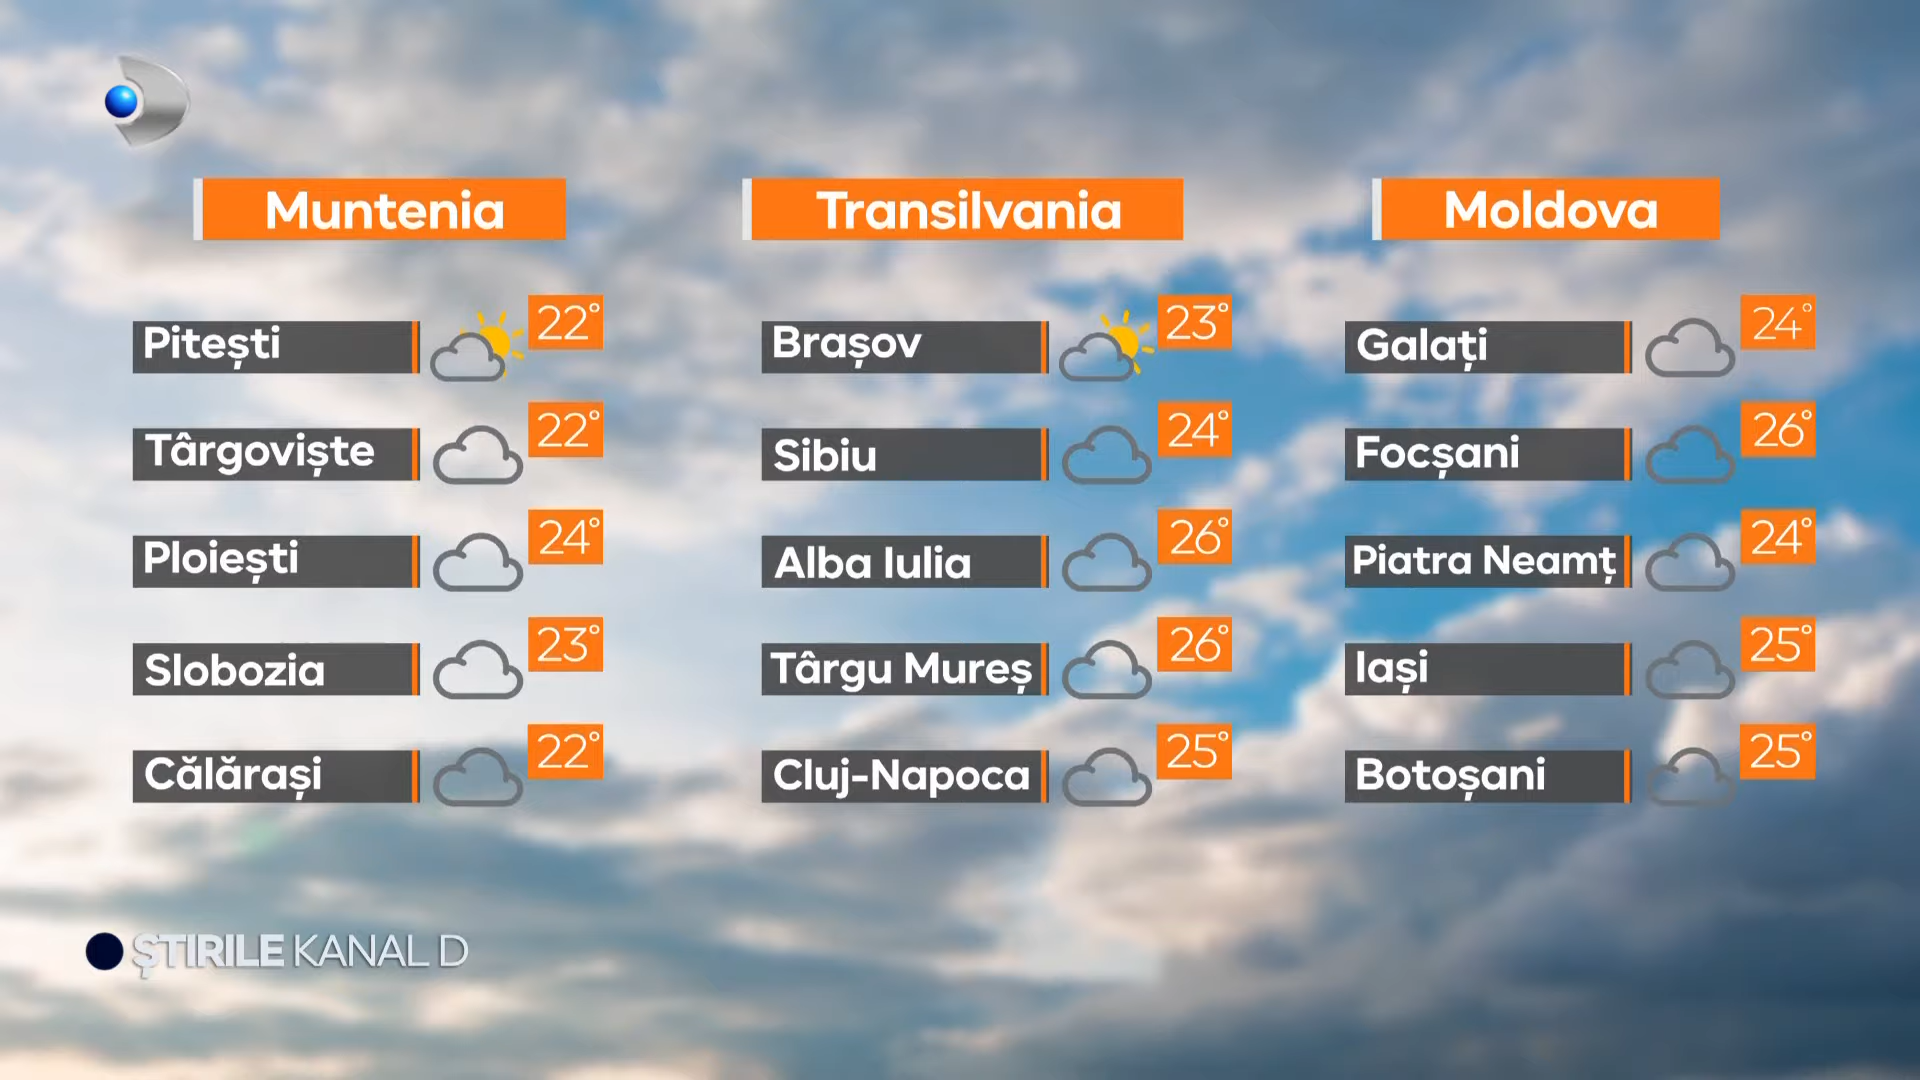 Muntenia
Pitești 22°
Târgoviște 22°
Ploiești 24°
Slobozia 23°
Călărași 22°
Transilvania
Brașov 23°
Sibiu 24°
Alba Iulia 26°
Târgu Mureș 26°
Cluj-Napoca 25°
Moldova
Galați 24°
Focșani 26°
Piatra Neamț 24°
Iași 25°
Botoșani 25°
ȘTIRILE KANAL D